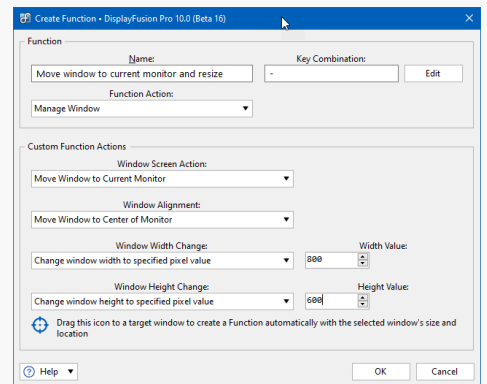 Create Function • DisplayFusion Pro 10.0 (Beta 16)
Function
Name:
Key Combination:
Move window to current monitor and resize
-
Edit
Function Action:
Manage Window
Custom Function Actions
Window Screen Action:
Move Window to Current Monitor
Window Alignment:
Move Window to Center of Monitor
Window Width Change:
Width Value:
Change window width to specified pixel value
800
Window Height Change:
Height Value:
Change window height to specified pixel value
600
Drag this icon to a target window to create a Function automatically with the selected window's size and
location
Help
OK
Cancel